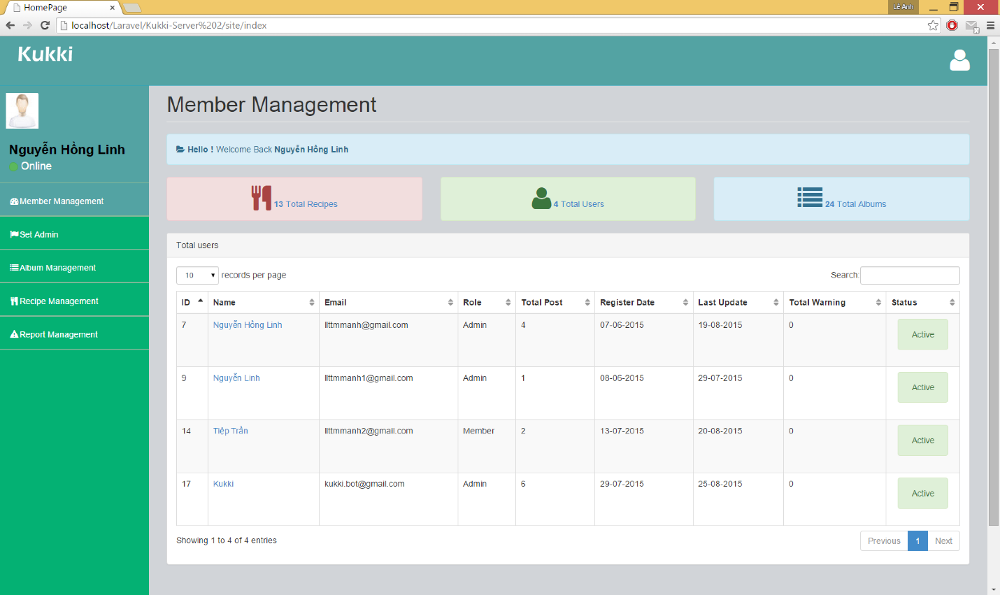 HomePage
Lê Anh
localhost/Laravel/Kukki-Server%202/site/index
Kukki
Nguyễn Hồng Linh
Online
Member Management
Set Admin
Album Management
Recipe Management
Report Management
Member Management
Hello ! Welcome Back Nguyễn Hồng Linh
13 Total Recipes
4 Total Users
24 Total Albums
Total users
10 records per page
Search:
ID Name Email Role Total Post Register Date Last Update Total Warning Status
7 Nguyễn Hồng Linh llttmmanh@gmail.com Admin 4 07-06-2015 19-08-2015 0 Active
9 Nguyễn Linh llttmmanh1@gmail.com Admin 1 08-06-2015 29-07-2015 0 Active
14 Tiệp Trần llttmmanh2@gmail.com Member 2 13-07-2015 20-08-2015 0 Active
17 Kukki kukki.bot@gmail.com Admin 6 29-07-2015 25-08-2015 0 Active
Showing 1 to 4 of 4 entries
Previous 1 Next